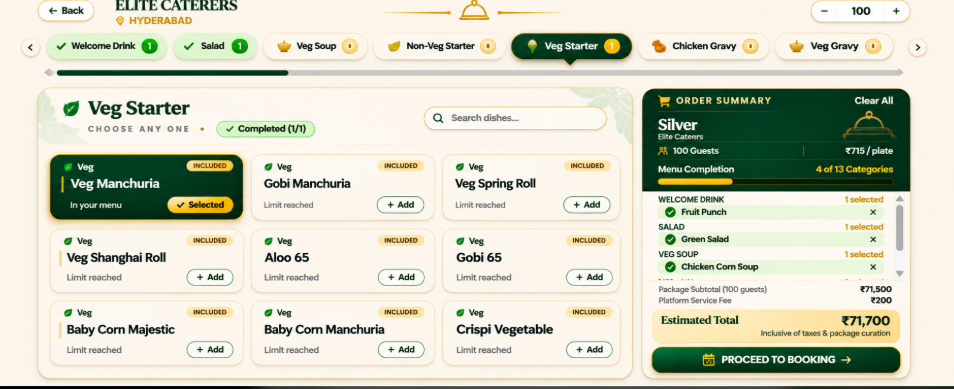 ELITE CATERERS
← Back
HYDERABAD
− 100 +
Welcome Drink 1
Salad 1
Veg Soup
Non-Veg Starter
Veg Starter 1
Chicken Gravy
Veg Gravy
Veg Starter
CHOOSE ANY ONE •
Completed (1/1)
Search dishes...
Veg INCLUDED
Veg Manchuria
In your menu
Selected
Veg INCLUDED
Gobi Manchuria
Limit reached
+ Add
Veg INCLUDED
Veg Spring Roll
Limit reached
+ Add
Veg INCLUDED
Veg Shanghai Roll
Limit reached
+ Add
Veg INCLUDED
Aloo 65
Limit reached
+ Add
Veg INCLUDED
Gobi 65
Limit reached
+ Add
Veg INCLUDED
Baby Corn Majestic
Limit reached
+ Add
Veg INCLUDED
Baby Corn Manchuria
Limit reached
+ Add
Veg INCLUDED
Crispi Vegetable
Limit reached
+ Add
ORDER SUMMARY
Clear All
Silver
Elite Cateers
100 Guests
₹715 / plate
Menu Completion
4 of 13 Categories
WELCOME DRINK 1 selected
Fruit Punch ×
SALAD 1 selected
Green Salad ×
VEG SOUP 1 selected
Chicken Corn Soup ×
Package Subtotal (100 guests) ₹71,500
Platform Service Fee ₹200
Estimated Total ₹71,700
Inclusive of taxes & package curation
PROCEED TO BOOKING →